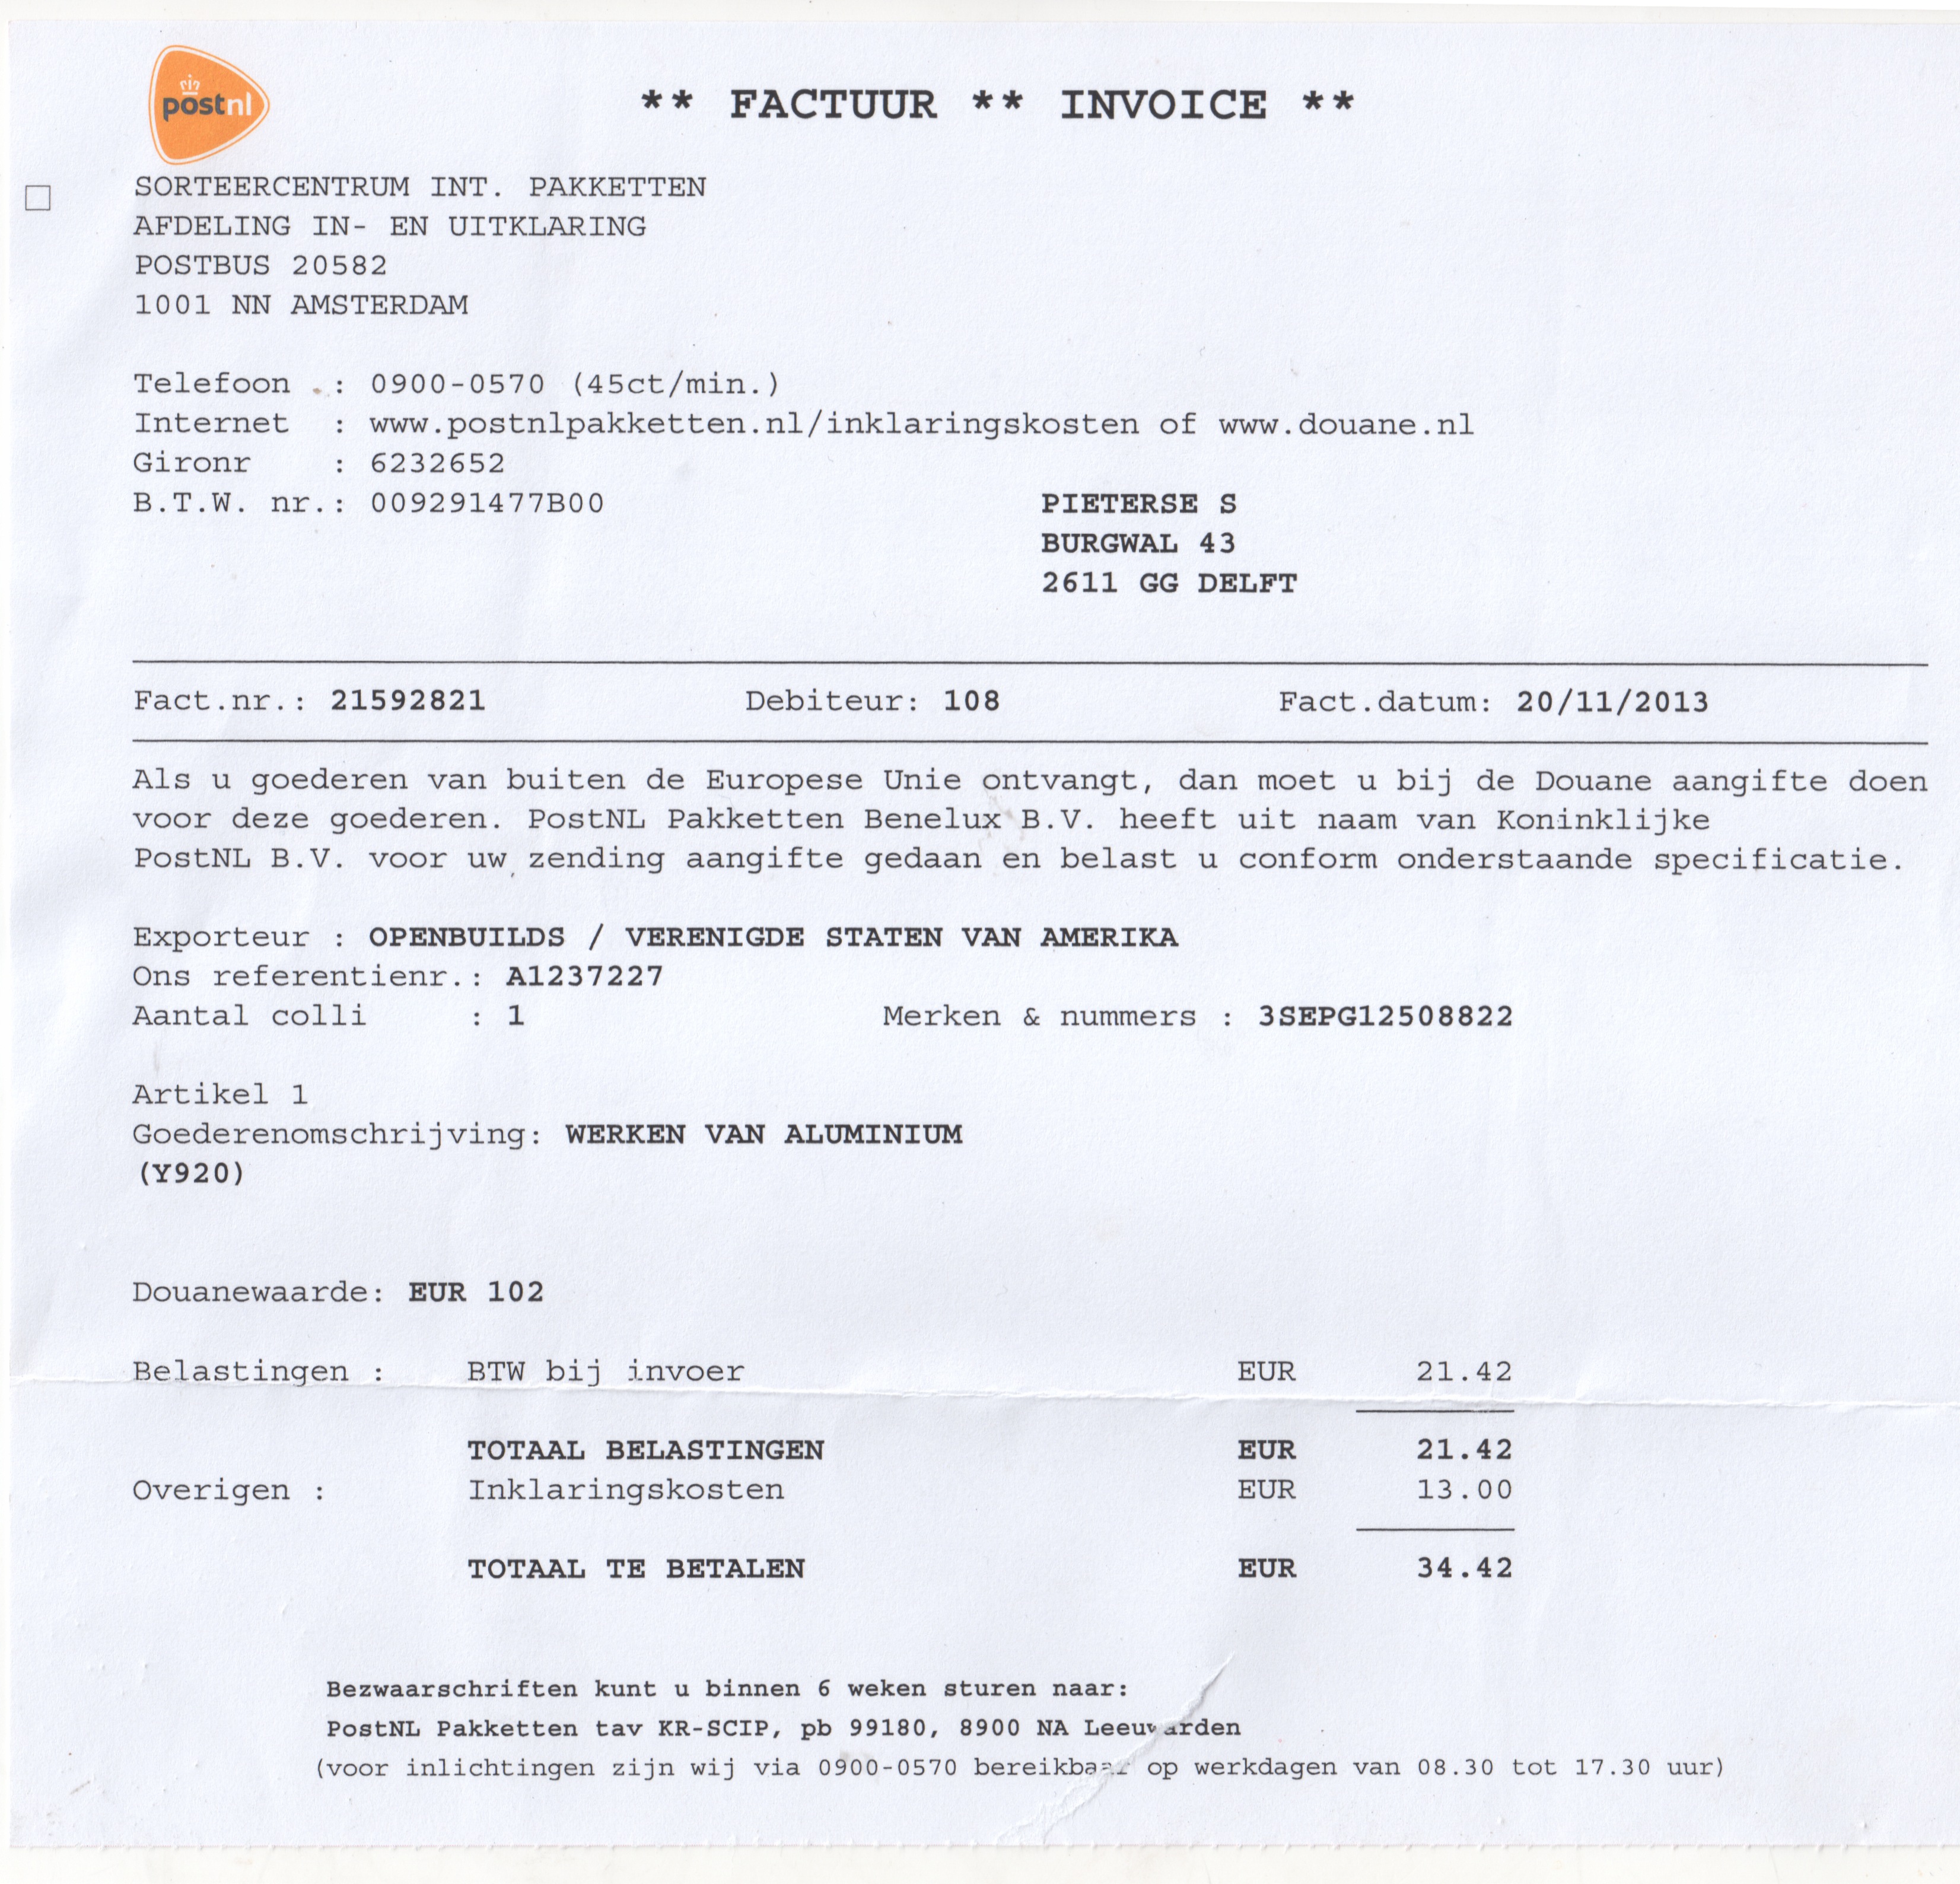 postnl
** FACTUUR ** INVOICE **
SORTEERCENTRUM INT. PAKKETTEN
AFDELING IN- EN UITKLARING
POSTBUS 20582
1001 NN AMSTERDAM
Telefoon : 0900-0570 (45ct/min.)
Internet : www.postnlpakketten.nl/inklaringskosten of www.douane.nl
Gironr : 6232652
B.T.W. nr.: 009291477B00
PIETERSE S
BURGWAL 43
2611 GG DELFT
Fact.nr.: 21592821 Debiteur: 108 Fact.datum: 20/11/2013
Als u goederen van buiten de Europese Unie ontvangt, dan moet u bij de Douane aangifte doen
voor deze goederen. PostNL Pakketten Benelux B.V. heeft uit naam van Koninklijke
PostNL B.V. voor uw zending aangifte gedaan en belast u conform onderstaande specificatie.
Exporteur : OPENBUILDS / VERENIGDE STATEN VAN AMERIKA
Ons referentienr.: A1237227
Aantal colli : 1 Merken & nummers : 3SEPG12508822
Artikel 1
Goederenomschrijving: WERKEN VAN ALUMINIUM
(Y920)
Douanewaarde: EUR 102
Belastingen : BTW bij invoer EUR 21.42
TOTAAL BELASTINGEN EUR 21.42
Overigen : Inklaringskosten EUR 13.00
TOTAAL TE BETALEN EUR 34.42
Bezwaarschriften kunt u binnen 6 weken sturen naar:
PostNL Pakketten tav KR-SCIP, pb 99180, 8900 NA Leeuwarden
(voor inlichtingen zijn wij via 0900-0570 bereikbaar op werkdagen van 08.30 tot 17.30 uur)